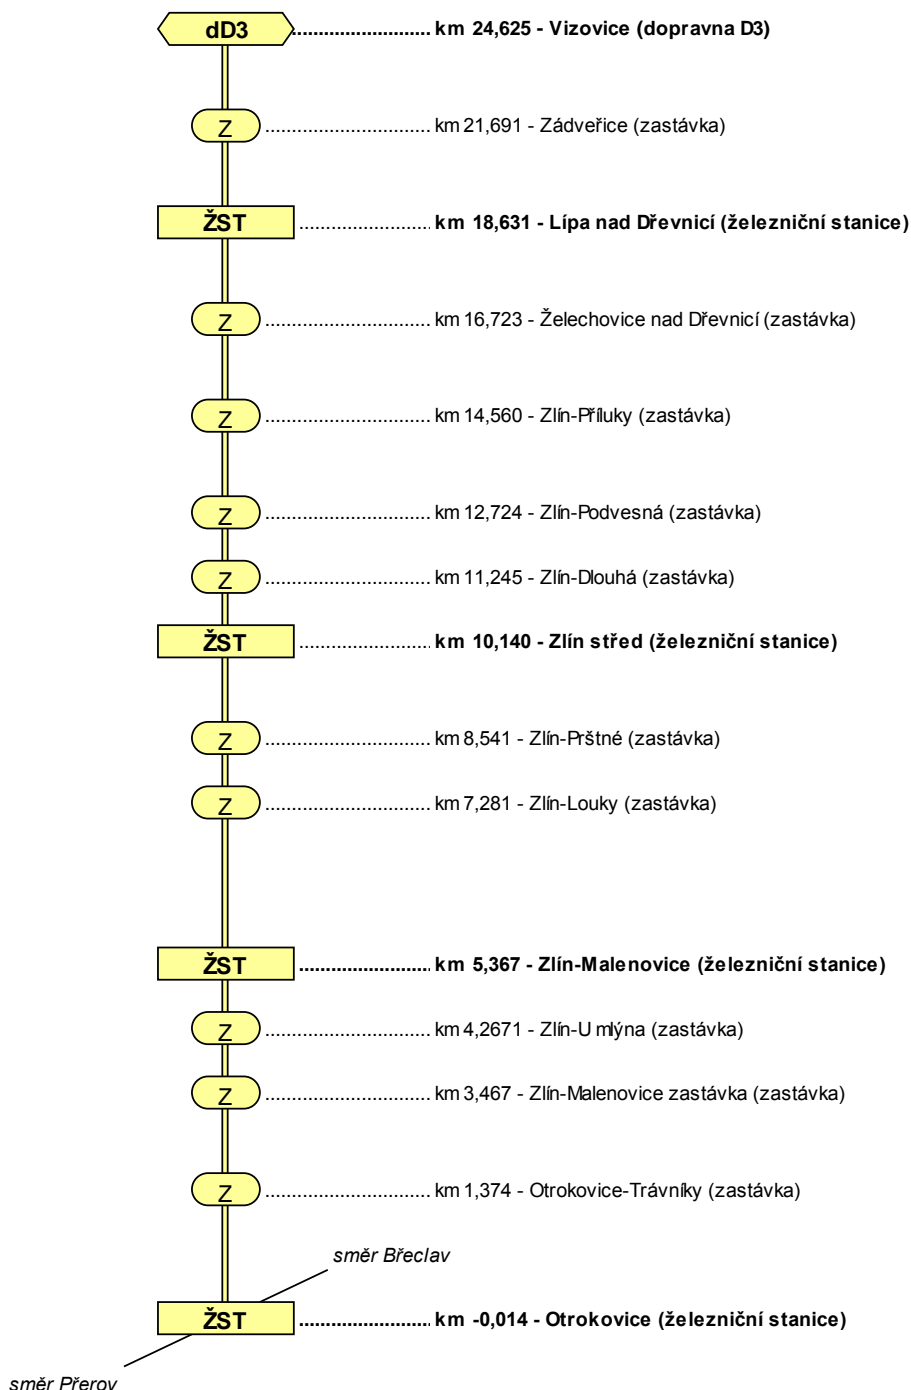 dD3 ........................ km 24,625 - Vizovice (dopravna D3)
Z ............................. km 21,691 - Zádveřice (zastávka)
ŽST ....................... km 18,631 - Lípa nad Dřevnicí (železniční stanice)
Z ............................. km 16,723 - Želechovice nad Dřevnicí (zastávka)
Z ............................. km 14,560 - Zlín-Příluky (zastávka)
Z ............................. km 12,724 - Zlín-Podvesná (zastávka)
Z ............................. km 11,245 - Zlín-Dlouhá (zastávka)
ŽST ....................... km 10,140 - Zlín střed (železniční stanice)
Z ............................. km 8,541 - Zlín-Prštné (zastávka)
Z ............................. km 7,281 - Zlín-Louky (zastávka)
ŽST ....................... km 5,367 - Zlín-Malenovice (železniční stanice)
Z ............................. km 4,2671 - Zlín-U mlýna (zastávka)
Z ............................. km 3,467 - Zlín-Malenovice zastávka (zastávka)
Z ............................. km 1,374 - Otrokovice-Trávníky (zastávka)
směr Břeclav
ŽST ....................... km -0,014 - Otrokovice (železniční stanice)
směr Přerov